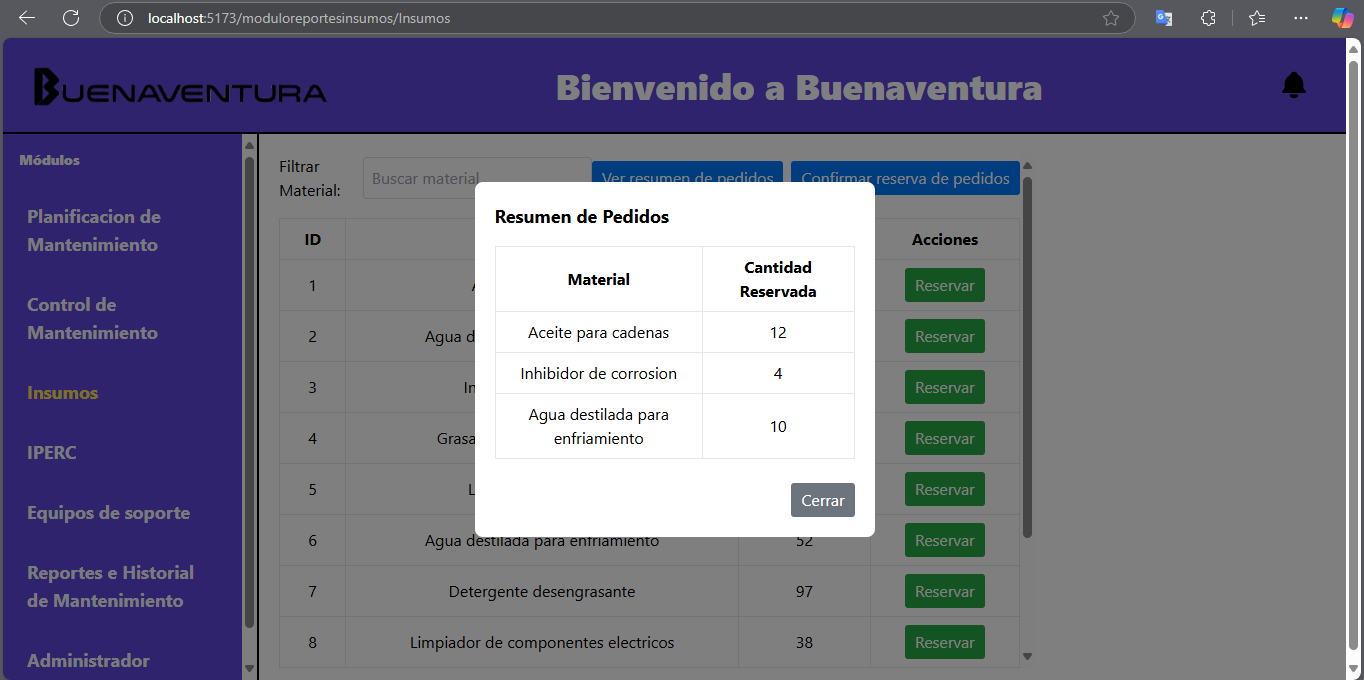 localhost:5173/moduloreportesinsumos/Insumos
BUENAVENTURA
Bienvenido a Buenaventura
Módulos
Planificacion de
Mantenimiento
Control de
Mantenimiento
Insumos
IPERC
Equipos de soporte
Reportes e Historial
de Mantenimiento
Administrador
Filtrar
Material:
Buscar material
Ver resumen de pedidos
Confirmar reserva de pedidos
ID
Acciones
1
Reservar
2
Agua d
Reservar
3
Reservar
4
Grasa
Reservar
5
Reservar
6
Agua destilada para enfriamiento
52
Reservar
7
Detergente desengrasante
97
Reservar
8
Limpiador de componentes electricos
38
Reservar
Resumen de Pedidos
Material
Cantidad
Reservada
Aceite para cadenas
12
Inhibidor de corrosion
4
Agua destilada para
enfriamiento
10
Cerrar